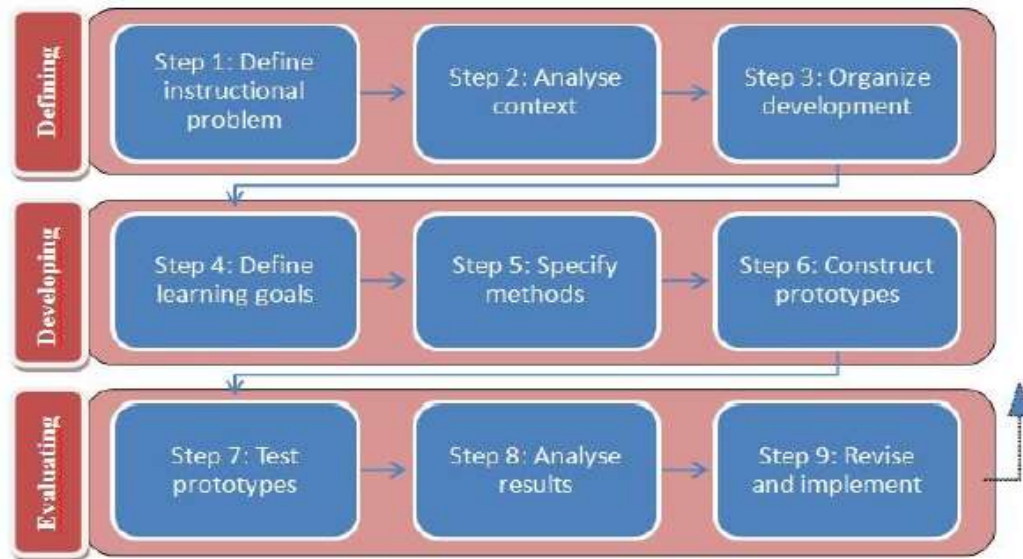 Defining
Step 1: Define
instructional
problem
Step 2: Analyse
context
Step 3: Organize
development
Developing
Step 4: Define
learning goals
Step 5: Specify
methods
Step 6: Construct
prototypes
Evaluating
Step 7: Test
prototypes
Step 8: Analyse
results
Step 9: Revise
and implement